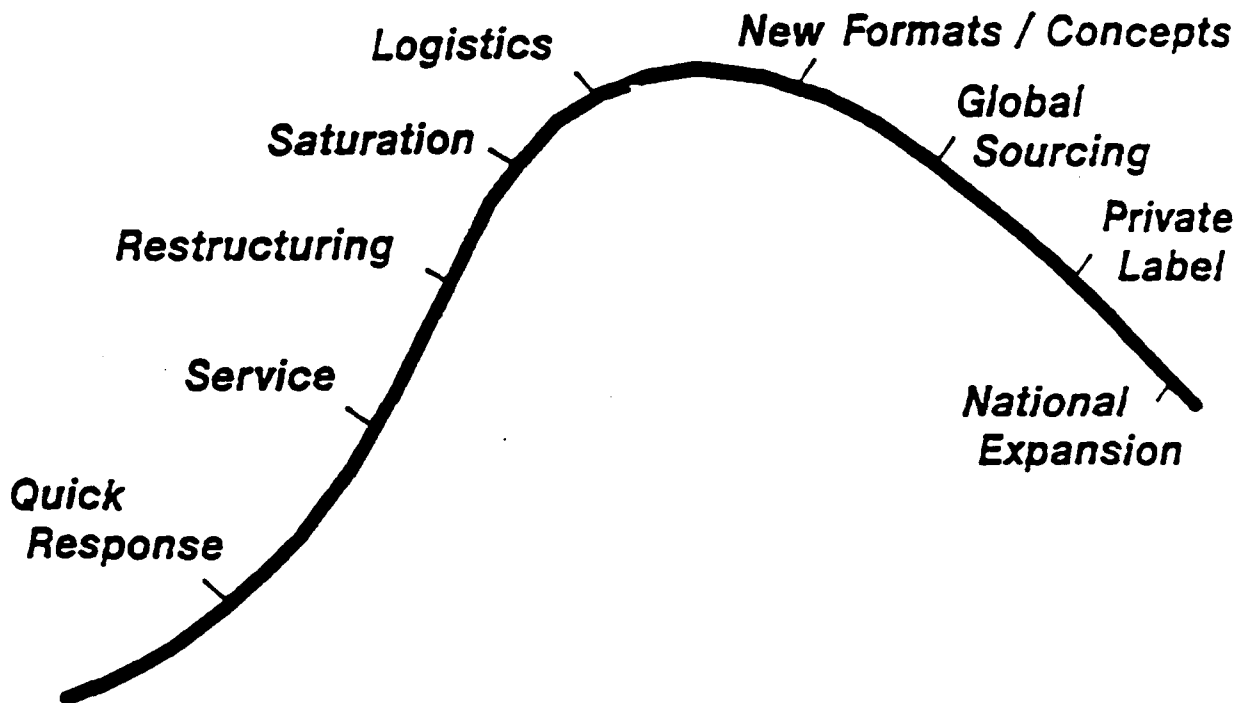 Logistics
New Formats / Concepts
Global
Sourcing
Saturation
Private
Label
Restructuring
Service
National
Expansion
Quick
Response